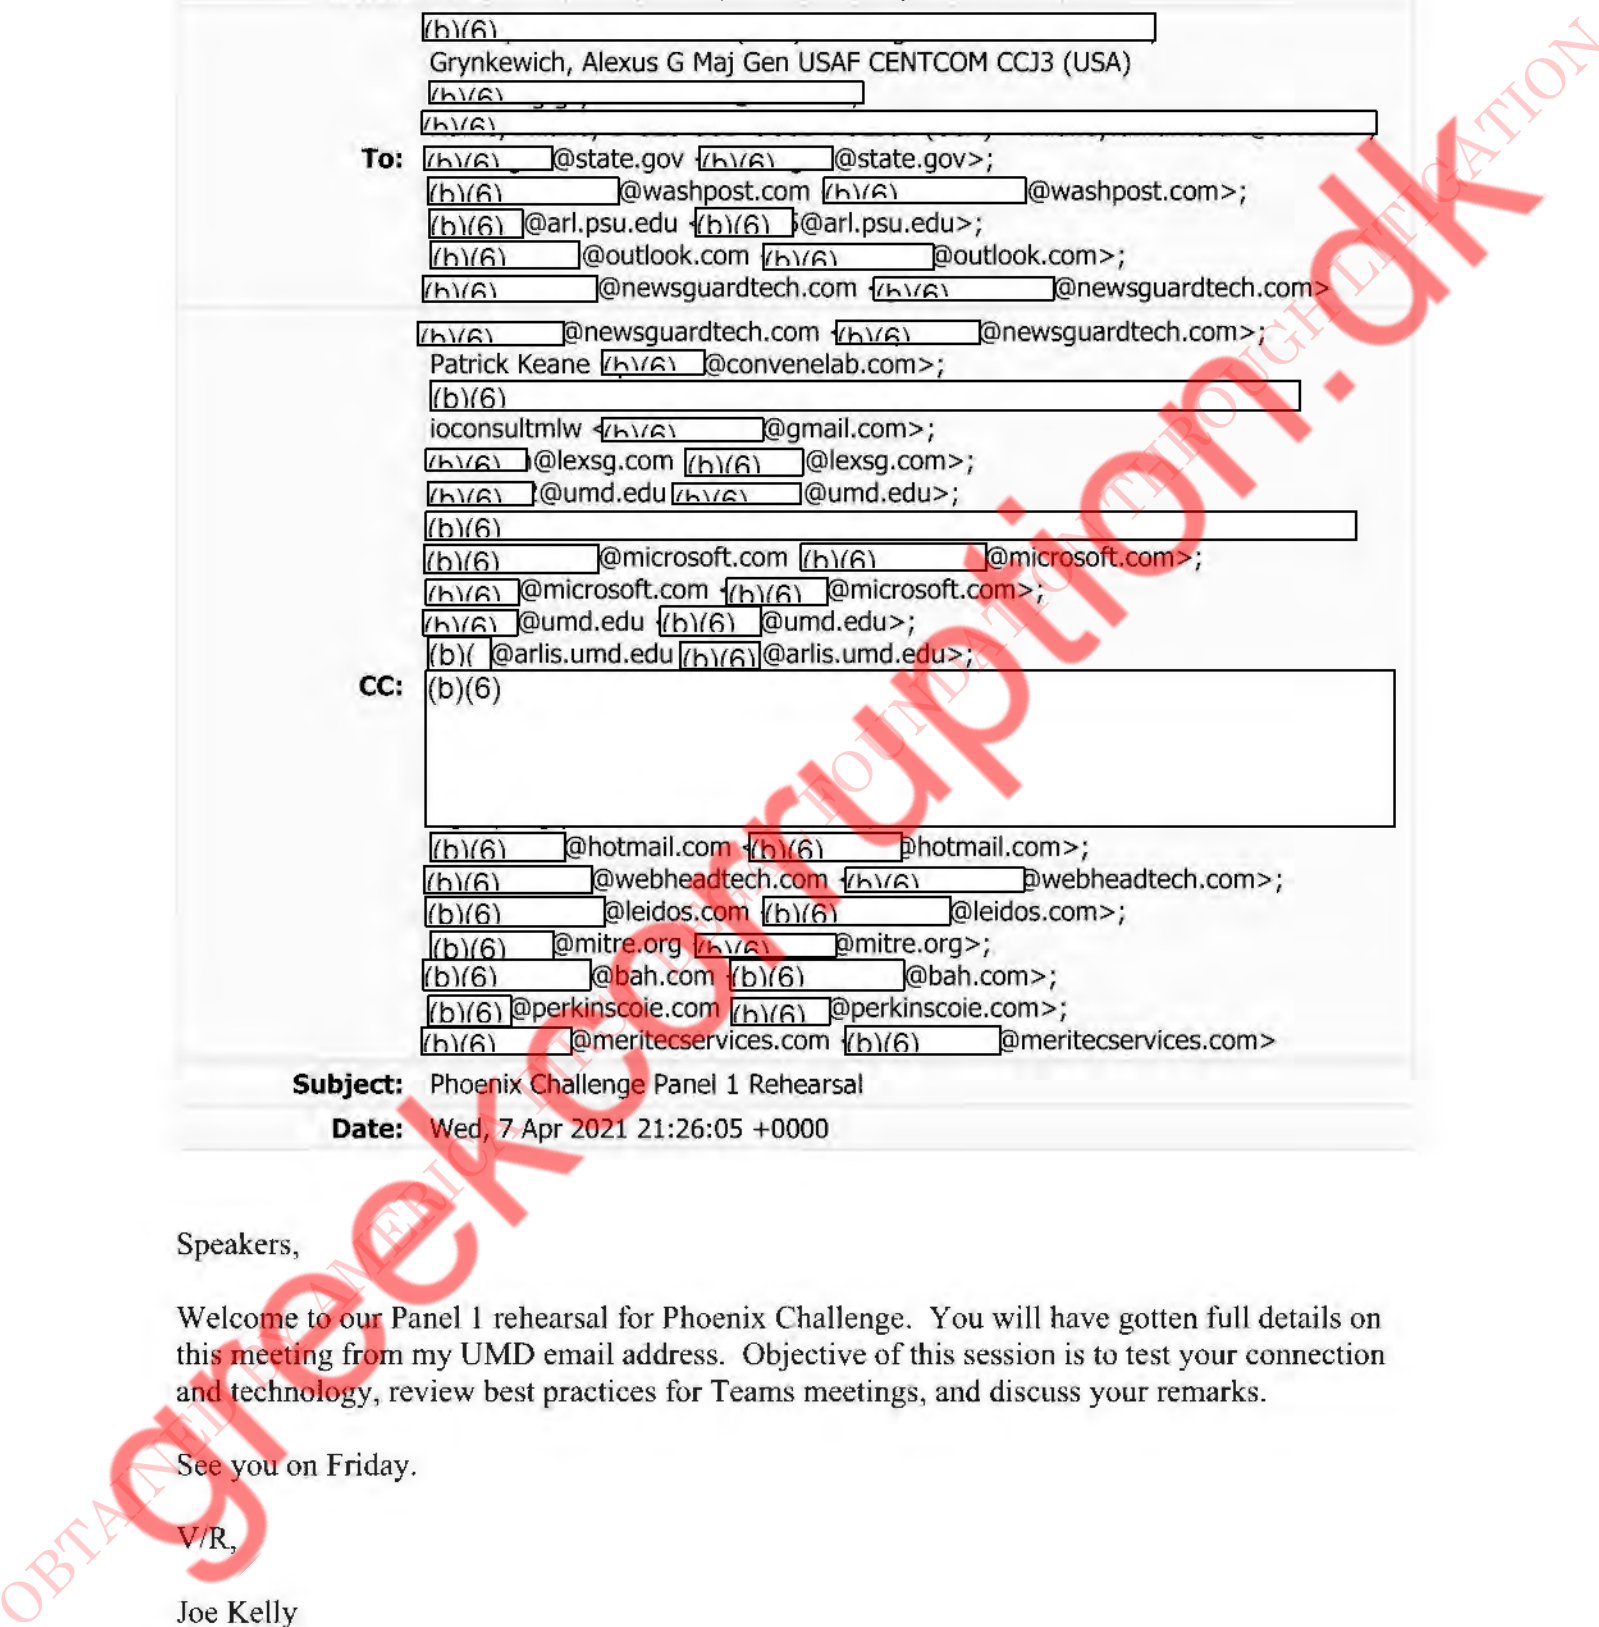 (b)(6)
Grynkewich, Alexus G Maj Gen USAF CENTCOM CCJ3 (USA)
(b)(6)
(b)(6)
To: (b)(6) @state.gov <(b)(6) @state.gov>;
(b)(6) @washpost.com (b)(6) @washpost.com>;
(b)(6) @arl.psu.edu <(b)(6) @arl.psu.edu>;
(b)(6) @outlook.com (b)(6) @outlook.com>;
(b)(6) @newsguardtech.com <(b)(6) @newsguardtech.com>
(b)(6) @newsguardtech.com <(b)(6) @newsguardtech.com>;
Patrick Keane (b)(6) @convenelab.com>;
(b)(6)
ioconsultmlw <(b)(6) @gmail.com>;
(b)(6) @lexsg.com (b)(6) @lexsg.com>;
(b)(6) @umd.edu (b)(6) @umd.edu>;
(b)(6)
(b)(6) @microsoft.com (b)(6) @microsoft.com>;
(b)(6) @microsoft.com <(b)(6) @microsoft.com>;
(b)(6) @umd.edu <(b)(6) @umd.edu>;
(b)( @arlis.umd.edu (b)(6) @arlis.umd.edu>;
CC: (b)(6)
(b)(6) @hotmail.com <(b)(6) @hotmail.com>;
(b)(6) @webheadtech.com <(b)(6) @webheadtech.com>;
(b)(6) @leidos.com (b)(6) @leidos.com>;
(b)(6) @mitre.org <(b)(6) @mitre.org>;
(b)(6) @bah.com <(b)(6) @bah.com>;
(b)(6) @perkinscoie.com (b)(6) @perkinscoie.com>;
(b)(6) @meritecservices.com <(b)(6) @meritecservices.com>
Subject: Phoenix Challenge Panel 1 Rehearsal
Date: Wed, 7 Apr 2021 21:26:05 +0000
Speakers,
Welcome to our Panel 1 rehearsal for Phoenix Challenge. You will have gotten full details on
this meeting from my UMD email address. Objective of this session is to test your connection
and technology, review best practices for Teams meetings, and discuss your remarks.
See you on Friday.
V/R,
Joe Kelly
OBTAINED BY AMERICA FIRST LEGAL FOUNDATION THROUGH LITIGATION
greekcorruption.dk